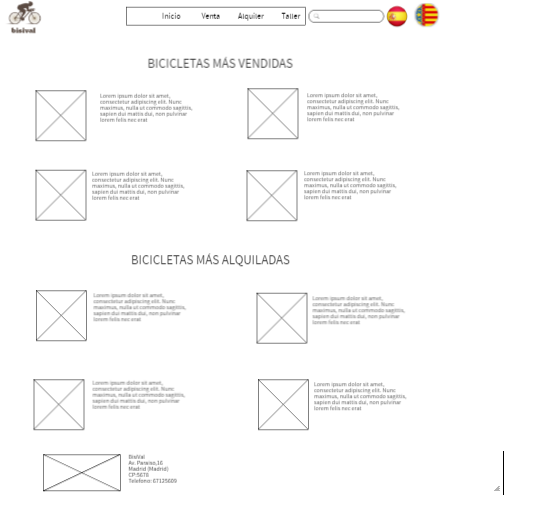 Inicio Venta Alquiler Taller
bisival
BICICLETAS MÁS VENDIDAS
Lorem ipsum dolor sit amet,
consectetur adipiscing elit. Nunc
maximus, nulla ut commodo sagittis,
sapien dui mattis dui, non pulvinar
lorem felis nec erat
Lorem ipsum dolor sit amet,
consectetur adipiscing elit. Nunc
maximus, nulla ut commodo sagittis,
sapien dui mattis dui, non pulvinar
lorem felis nec erat
Lorem ipsum dolor sit amet,
consectetur adipiscing elit. Nunc
maximus, nulla ut commodo sagittis,
sapien dui mattis dui, non pulvinar
lorem felis nec erat
Lorem ipsum dolor sit amet,
consectetur adipiscing elit. Nunc
maximus, nulla ut commodo sagittis,
sapien dui mattis dui, non pulvinar
lorem felis nec erat
BICICLETAS MÁS ALQUILADAS
Lorem ipsum dolor sit amet,
consectetur adipiscing elit. Nunc
maximus, nulla ut commodo sagittis,
sapien dui mattis dui, non pulvinar
lorem felis nec erat
Lorem ipsum dolor sit amet,
consectetur adipiscing elit. Nunc
maximus, nulla ut commodo sagittis,
sapien dui mattis dui, non pulvinar
lorem felis nec erat
Lorem ipsum dolor sit amet,
consectetur adipiscing elit. Nunc
maximus, nulla ut commodo sagittis,
sapien dui mattis dui, non pulvinar
lorem felis nec erat
Lorem ipsum dolor sit amet,
consectetur adipiscing elit. Nunc
maximus, nulla ut commodo sagittis,
sapien dui mattis dui, non pulvinar
lorem felis nec erat
BisiVal
Av. Paraiso,16
Madrid (Madrid)
CP:5678
Telefono: 67125609